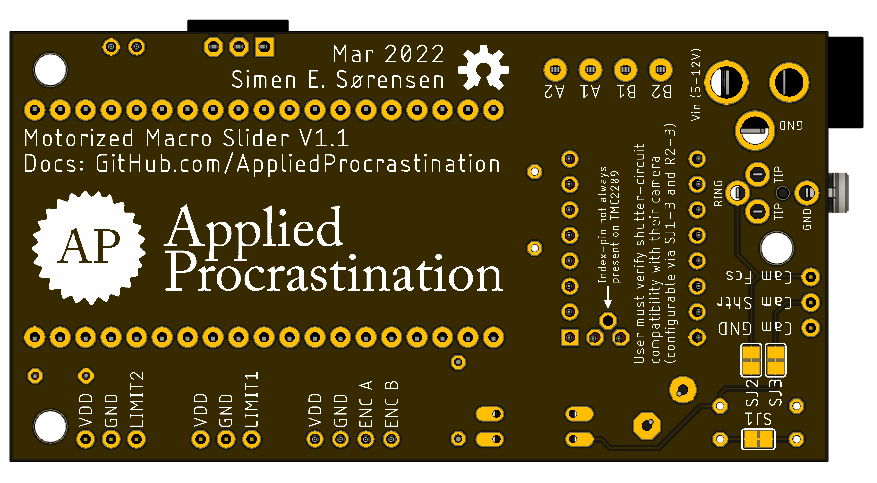 Mar 2022
Simen E. Sørensen
Motorized Macro Slider V1.1
Docs: GitHub.com/AppliedProcrastination
AP
Applied
Procrastination
A2
A1
B1
B2
Vin (5-12V)
GND
TIP
RING
TIP
GND
Index-pin not always
present on TMC2209
User must verify shutter-circuit
compatibility with their camera
(configurable via SJ1-3 and R2-3)
Cam Fcs
Cam Shtr
Cam GND
SJ2
SJ3
SJ1
VDD
GND
LIMIT2
VDD
GND
LIMIT1
VDD
GND
ENC A
ENC B